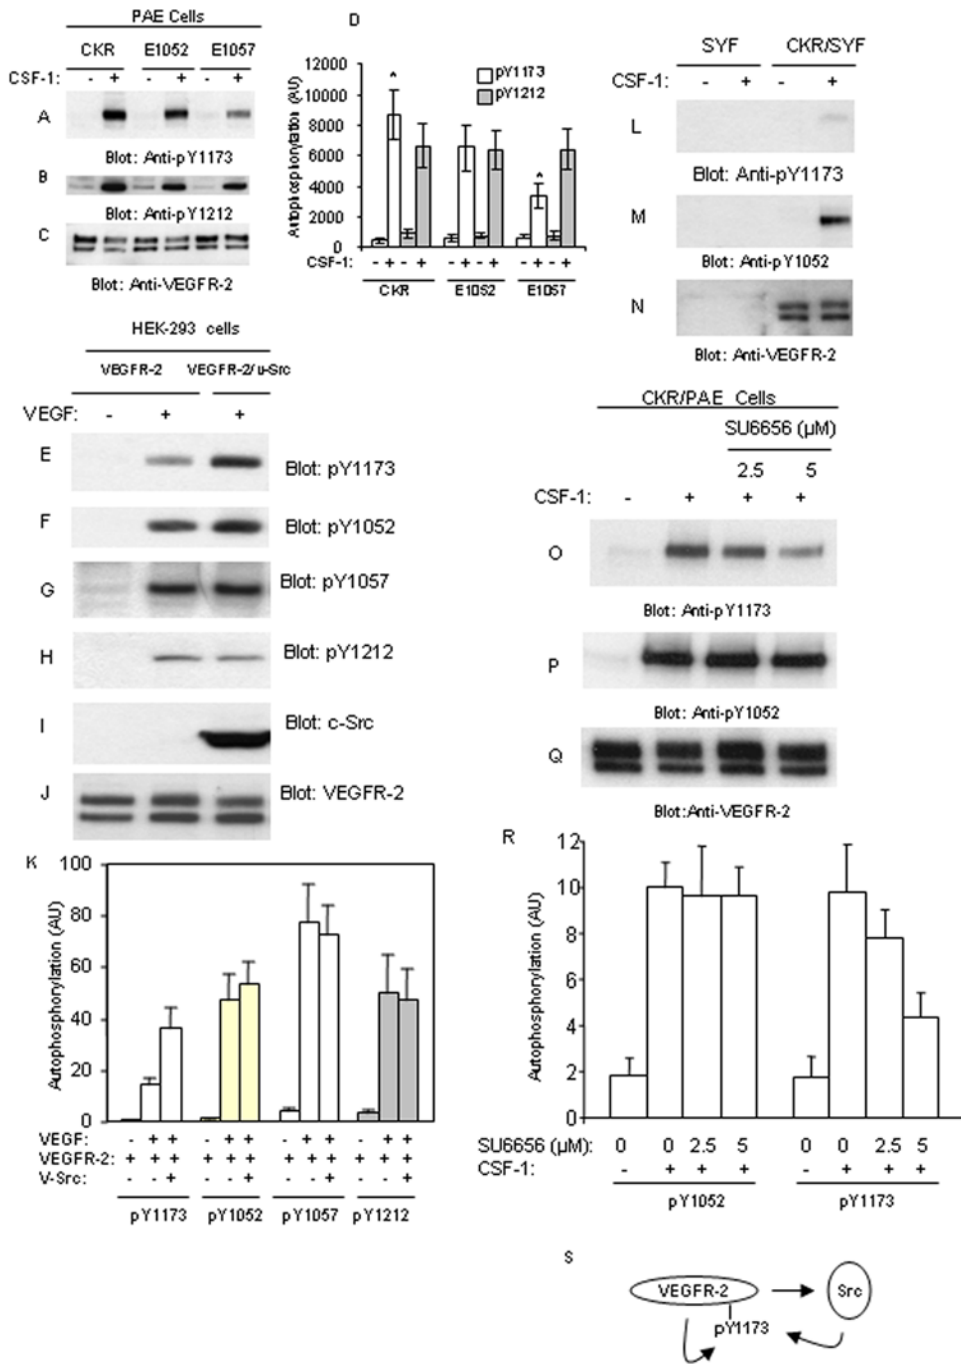 PAE Cells
CKR E1052 E1057
CSF-1: - + - + - +
A
Blot: Anti-pY1173
B
Blot: Anti-pY1212
C
Blot: Anti-VEGFR-2
D
Autophosphorylation (AU)
12000
10000
8000
6000
4000
2000
0
* *
pY1173
pY1212
CSF-1: - + - + - + - + - + - +
CKR E1052 E1057
SYF CKR/SYF
CSF-1: - + - +
L
Blot: Anti-pY1173
M
Blot: Anti-pY1052
N
Blot: Anti-VEGFR-2
HEK-293 cells
VEGFR-2 VEGFR-2/u-Src
VEGF: - + +
E Blot: pY1173
F Blot: pY1052
G Blot: pY1057
H Blot: pY1212
I Blot: c-Src
J Blot: VEGFR-2
CKR/PAE Cells
SU6656 (µM)
2.5 5
CSF-1: - + + +
O
Blot: Anti-pY1173
P
Blot: Anti-pY1052
Q
Blot:Anti-VEGFR-2
K
Autophosphorylation (AU)
100
80
60
40
20
0
VEGF: - + + - + + - + + - + +
VEGFR-2: + + + + + + + + + + + +
V-Src: - - + - - + - - + - - +
pY1173 pY1052 pY1057 pY1212
R
Autophosphorylation (AU)
12
10
8
6
4
2
0
SU6656 (µM): 0 0 2.5 5 0 0 2.5 5
CSF-1: - + + + - + + +
pY1052 pY1173
S
VEGFR-2 Src
pY1173